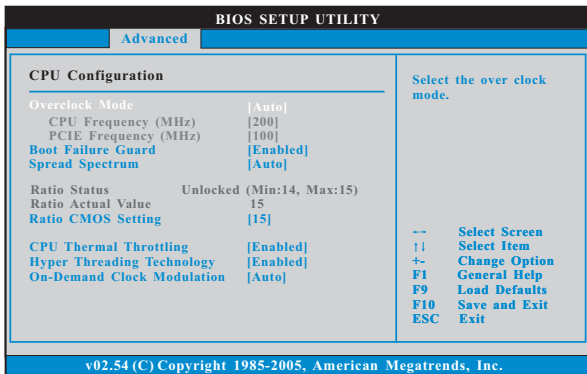 BIOS SETUP UTILITY
Advanced
CPU Configuration
Overclock Mode [Auto]
CPU Frequency (MHz) [200]
PCIE Frequency (MHz) [100]
Boot Failure Guard [Enabled]
Spread Spectrum [Auto]
Ratio Status Unlocked (Min:14, Max:15)
Ratio Actual Value 15
Ratio CMOS Setting [15]
CPU Thermal Throttling [Enabled]
Hyper Threading Technology [Enabled]
On-Demand Clock Modulation [Auto]
Select the over clock
mode.
←→ Select Screen
↑↓ Select Item
+- Change Option
F1 General Help
F9 Load Defaults
F10 Save and Exit
ESC Exit
v02.54 (C) Copyright 1985-2005, American Megatrends, Inc.